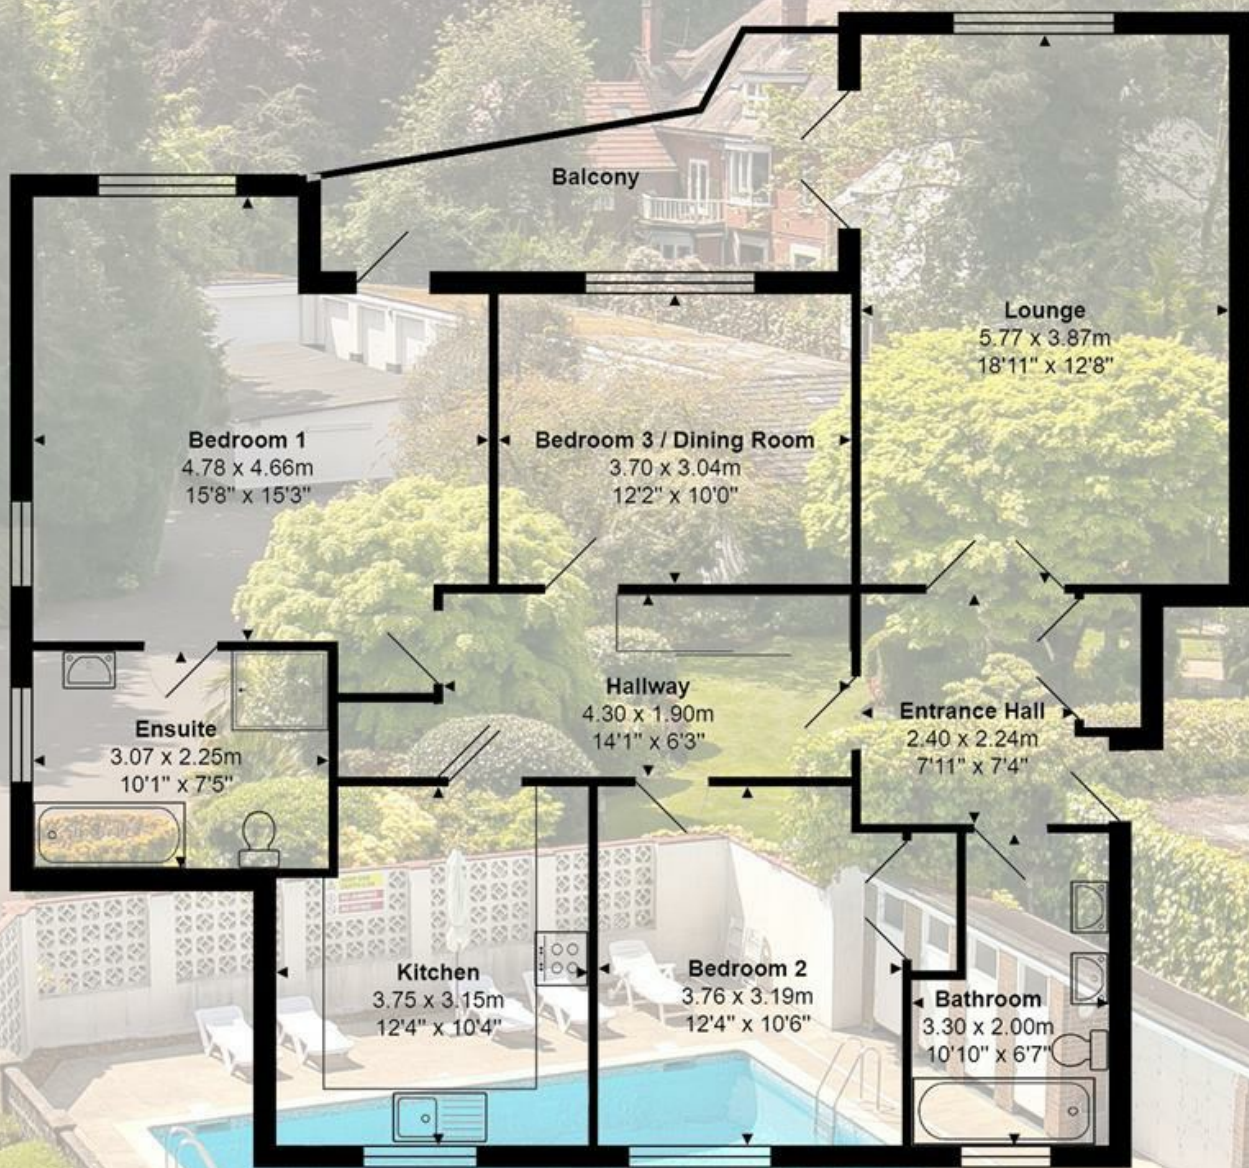 Balcony
Lounge
5.77 x 3.87m
18'11" x 12'8"
Bedroom 1
4.78 x 4.66m
15'8" x 15'3"
Bedroom 3 / Dining Room
3.70 x 3.04m
12'2" x 10'0"
Hallway
4.30 x 1.90m
14'1" x 6'3"
Entrance Hall
2.40 x 2.24m
7'11" x 7'4"
Ensuite
3.07 x 2.25m
10'1" x 7'5"
Kitchen
3.75 x 3.15m
12'4" x 10'4"
Bedroom 2
3.76 x 3.19m
12'4" x 10'6"
Bathroom
3.30 x 2.00m
10'10" x 6'7"